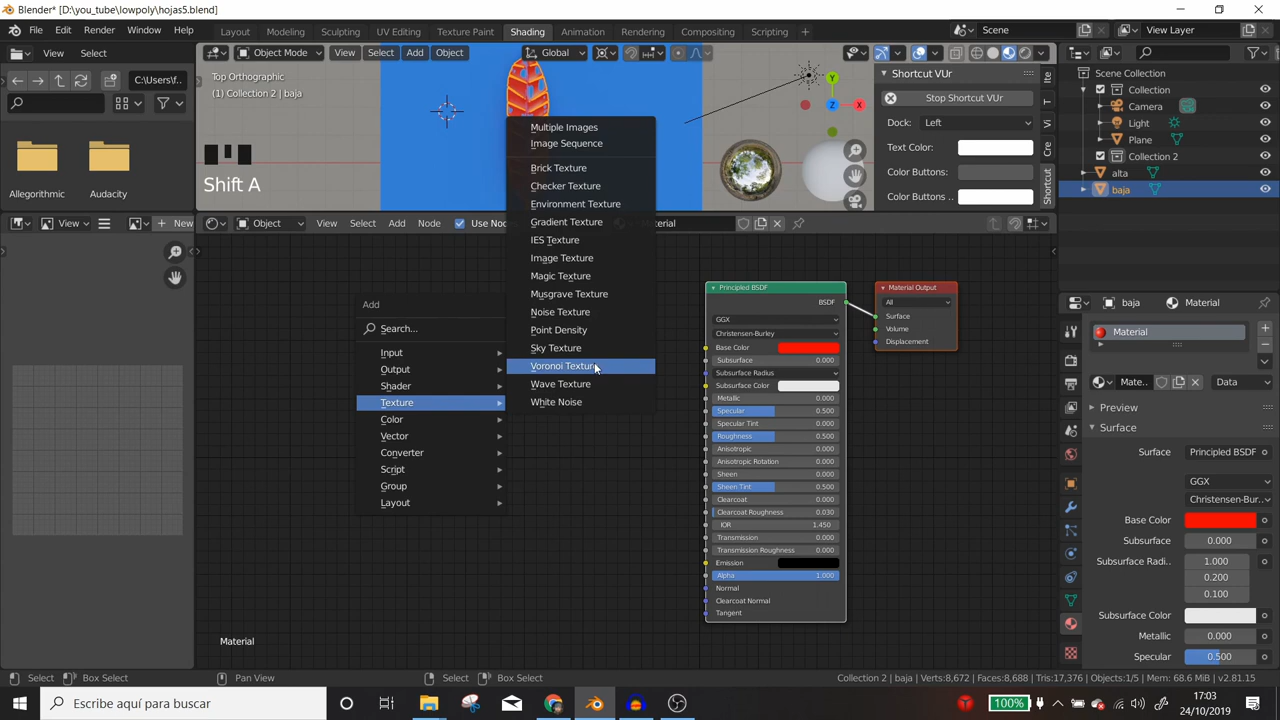 Blender* [D:\you_tube\lowpoly\hojas5.blend]
File Edit Render Window Help Layout Modeling Sculpting UV Editing Texture Paint Shading Animation Rendering Compositing Scripting +
Scene View Layer
View Select
C:\Users\f..
Allegorithmic Audacity
Object Mode View Select Add Object Global
Top Orthographic
(1) Collection 2 | baja
Shift A
Y
X
Z
Shortcut VUr
Stop Shortcut VUr
Dock: Left
Text Color:
Color Buttons:
Color Buttons ..
Ite
T
Vi
Cre
Shortcut
Scene Collection
Collection
Camera
Light
Plane
Collection 2
alta
baja
View New
Object View Select Add Node Use Nod Material
Add
Search...
Input
Output
Shader
Texture
Color
Vector
Converter
Script
Group
Layout
Multiple Images
Image Sequence
Brick Texture
Checker Texture
Environment Texture
Gradient Texture
IES Texture
Image Texture
Magic Texture
Musgrave Texture
Noise Texture
Point Density
Sky Texture
Voronoi Texture
Wave Texture
White Noise
Principled BSDF
BSDF
GGX
Christensen-Burley
Base Color
Subsurface 0.000
Subsurface Radius
Subsurface Color
Metallic 0.000
Specular 0.500
Specular Tint 0.000
Roughness 0.500
Anisotropic 0.000
Anisotropic Rotation 0.000
Sheen 0.000
Sheen Tint 0.500
Clearcoat 0.000
Clearcoat Roughness 0.030
IOR 1.450
Transmission 0.000
Transmission Roughness 0.000
Emission
Alpha 1.000
Normal
Clearcoat Normal
Tangent
Material Output
All
Surface
Volume
Displacement
Material
baja Material
Material
Mate.. Data
Preview
Surface
Surface Principled BSDF
GGX
Christensen-Bur..
Base Color
Subsurface 0.000
Subsurface Radi.. 1.000
0.200
0.100
Subsurface Color
Metallic 0.000
Specular 0.500
Select Box Select Pan View Select Box Select Collection 2 | baja | Verts:8,672 | Faces:8,688 | Tris:17,376 | Objects:1/5 | Mem: 68.6 MiB | v2.81.15
Escribe aquí para buscar
100%
17:03
24/10/2019